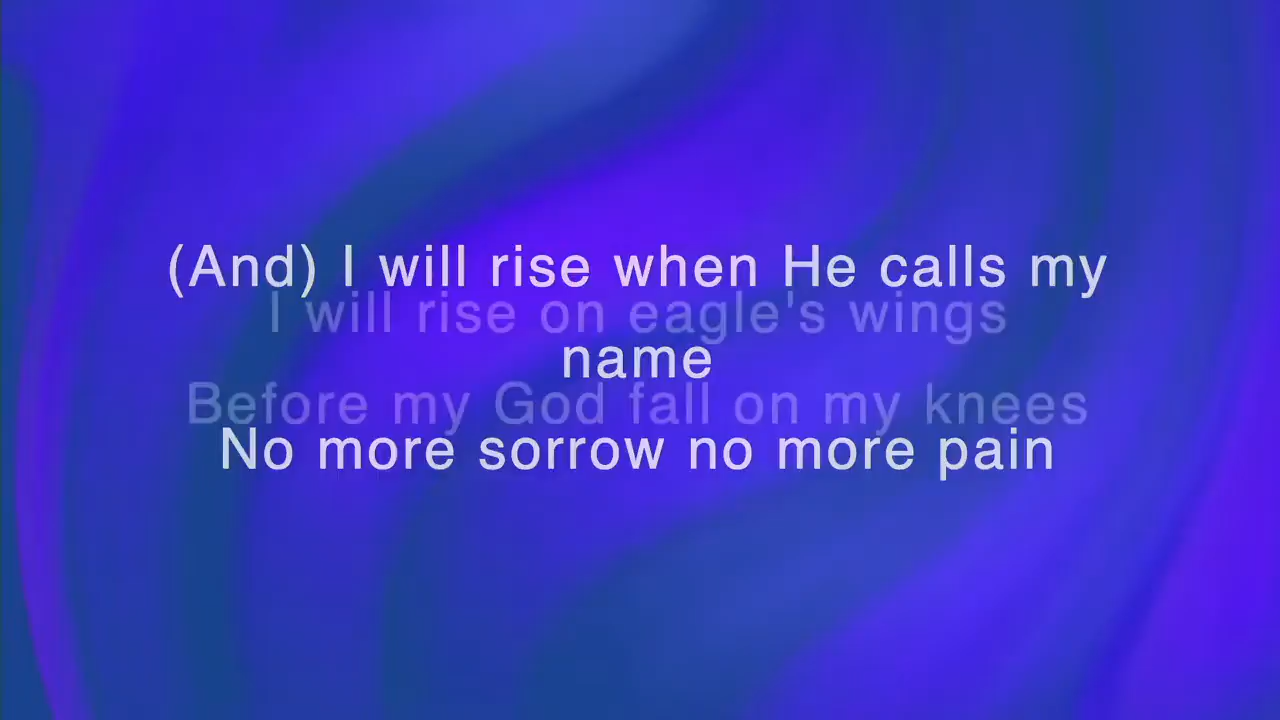 (And) I will rise when He calls my
I will rise on eagle's wings
name
Before my God fall on my knees
No more sorrow no more pain